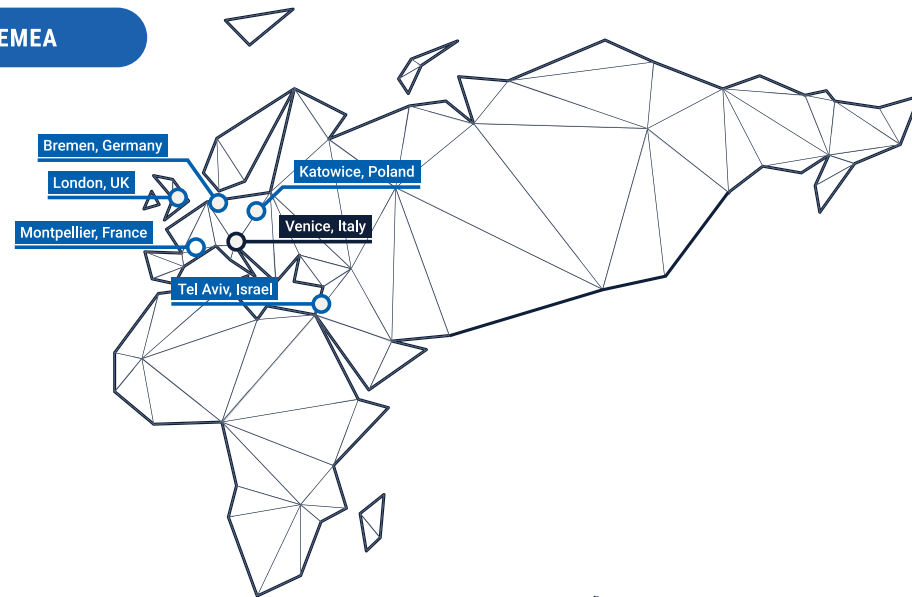 EMEA
Bremen, Germany
London, UK
Katowice, Poland
Montpellier, France
Venice, Italy
Tel Aviv, Israel